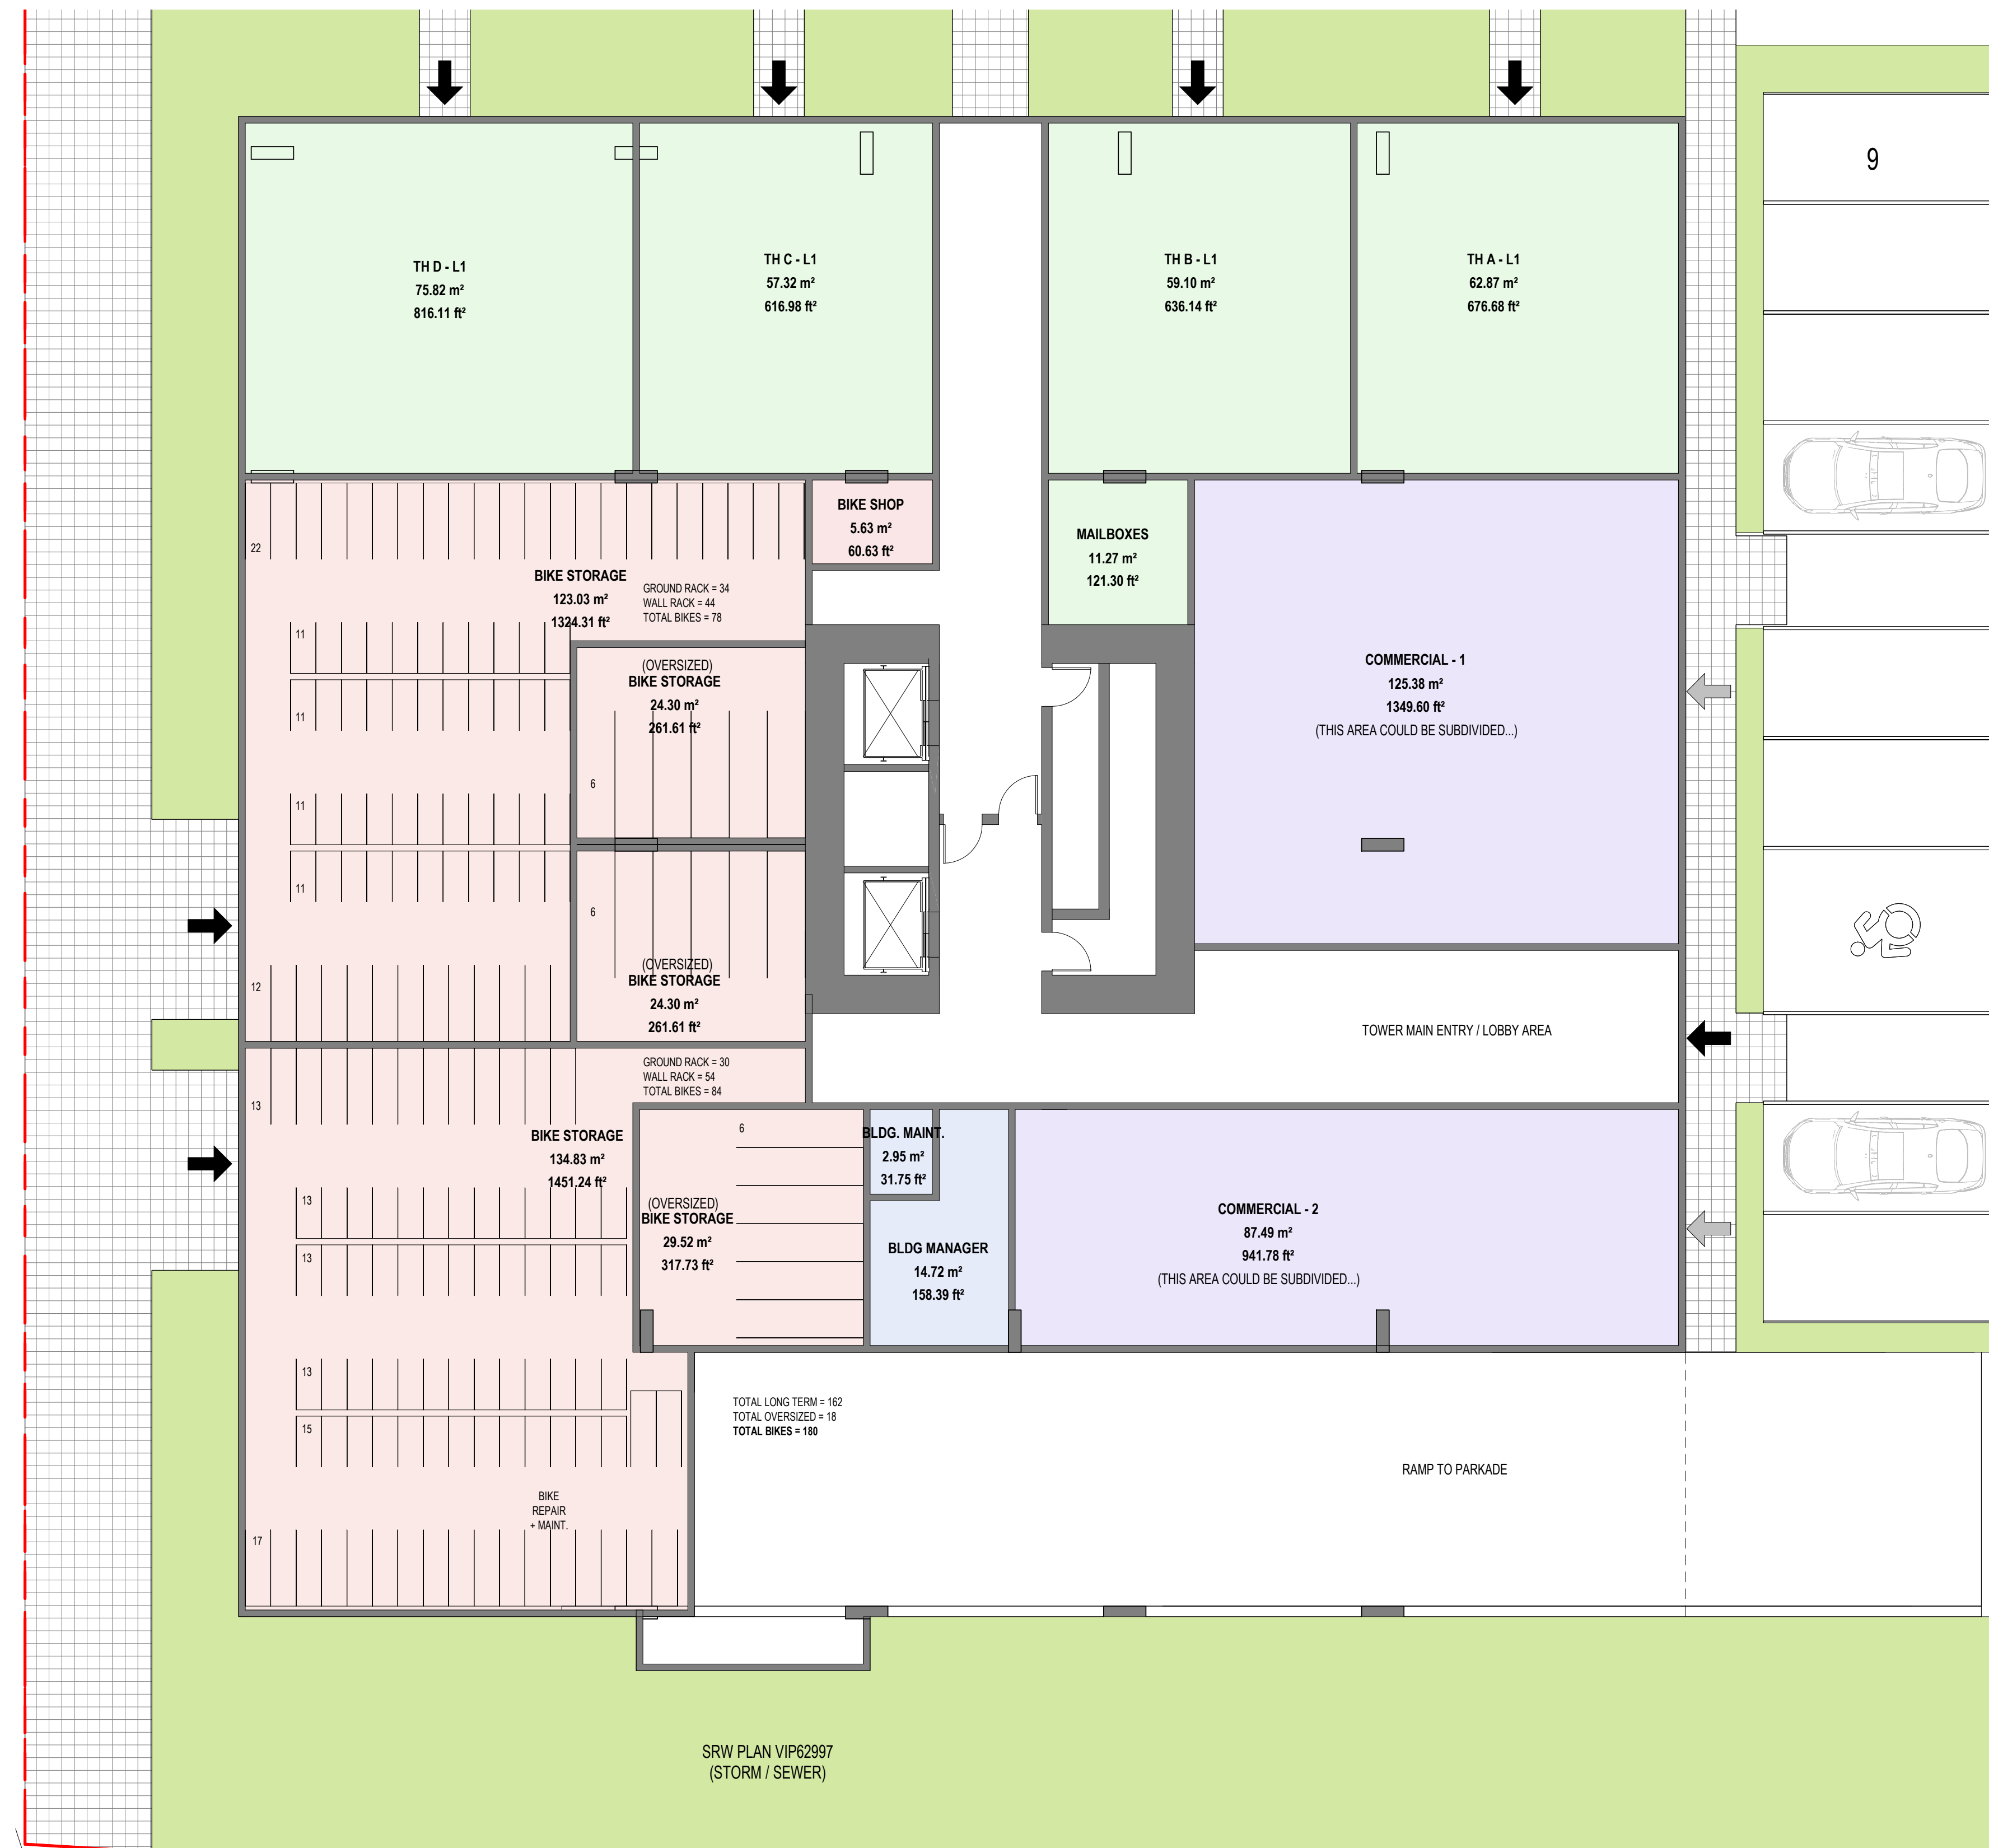 9
TH D - L1
75.82 m²
816.11 ft²
TH C - L1
57.32 m²
616.98 ft²
TH B - L1
59.10 m²
636.14 ft²
TH A - L1
62.87 m²
676.68 ft²
BIKE SHOP
5.63 m²
60.63 ft²
MAILBOXES
11.27 m²
121.30 ft²
22
BIKE STORAGE
123.03 m²
1324.31 ft²
GROUND RACK = 34
WALL RACK = 44
TOTAL BIKES = 78
11
11
11
11
12
(OVERSIZED)
BIKE STORAGE
24.30 m²
261.61 ft²
6
6
(OVERSIZED)
BIKE STORAGE
24.30 m²
261.61 ft²
COMMERCIAL - 1
125.38 m²
1349.60 ft²
(THIS AREA COULD BE SUBDIVIDED...)
TOWER MAIN ENTRY / LOBBY AREA
GROUND RACK = 30
WALL RACK = 54
TOTAL BIKES = 84
13
BIKE STORAGE
134.83 m²
1451.24 ft²
13
13
13
15
17
6
(OVERSIZED)
BIKE STORAGE
29.52 m²
317.73 ft²
BLDG. MAINT.
2.95 m²
31.75 ft²
BLDG MANAGER
14.72 m²
158.39 ft²
COMMERCIAL - 2
87.49 m²
941.78 ft²
(THIS AREA COULD BE SUBDIVIDED...)
TOTAL LONG TERM = 162
TOTAL OVERSIZED = 18
TOTAL BIKES = 180
RAMP TO PARKADE
BIKE
REPAIR
+ MAINT.
SRW PLAN VIP62997
(STORM / SEWER)